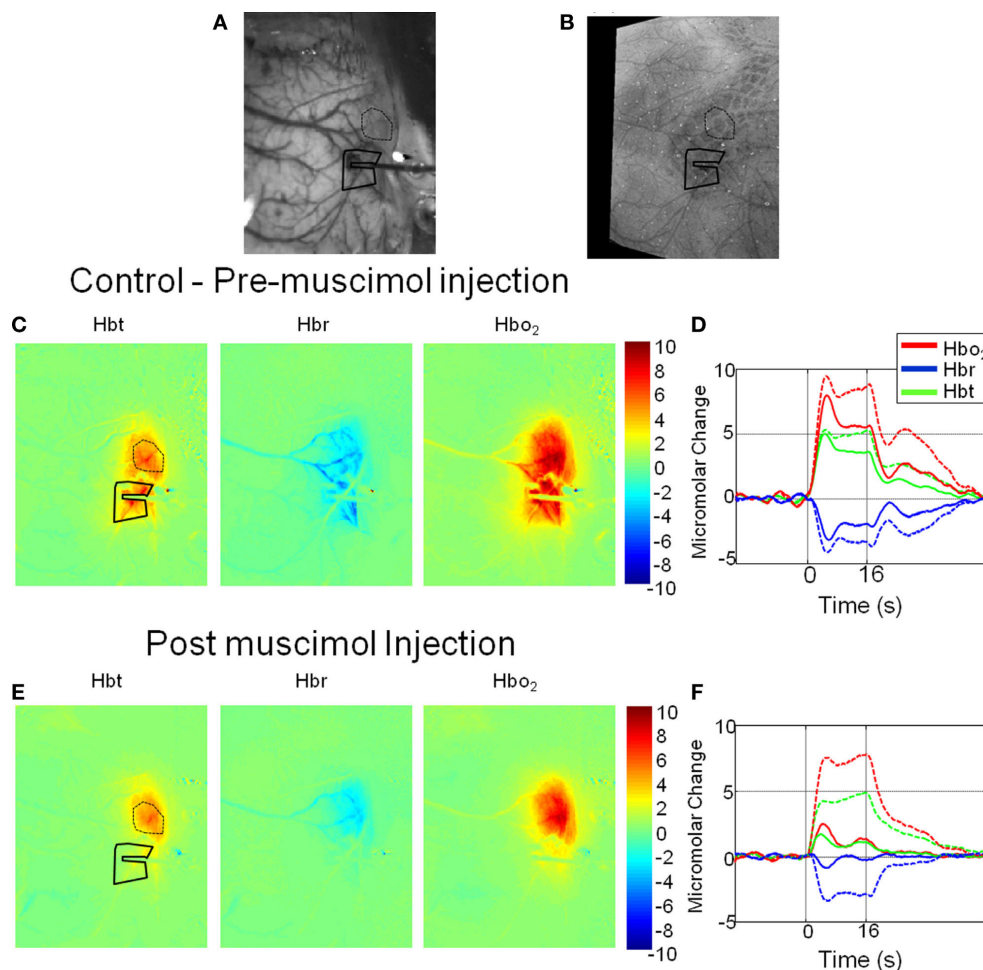 A
B
Control - Pre-muscimol injection
C
Hbt
Hbr
Hbo₂
10
8
6
4
2
0
-2
-4
-6
-8
-10
D
Hbo₂
Hbr
Hbt
10
5
0
-5
Micromolar Change
0
16
Time (s)
Post muscimol Injection
E
Hbt
Hbr
Hbo₂
10
8
6
4
2
0
-2
-4
-6
-8
-10
F
10
5
0
-5
Micromolar Change
0
16
Time (s)